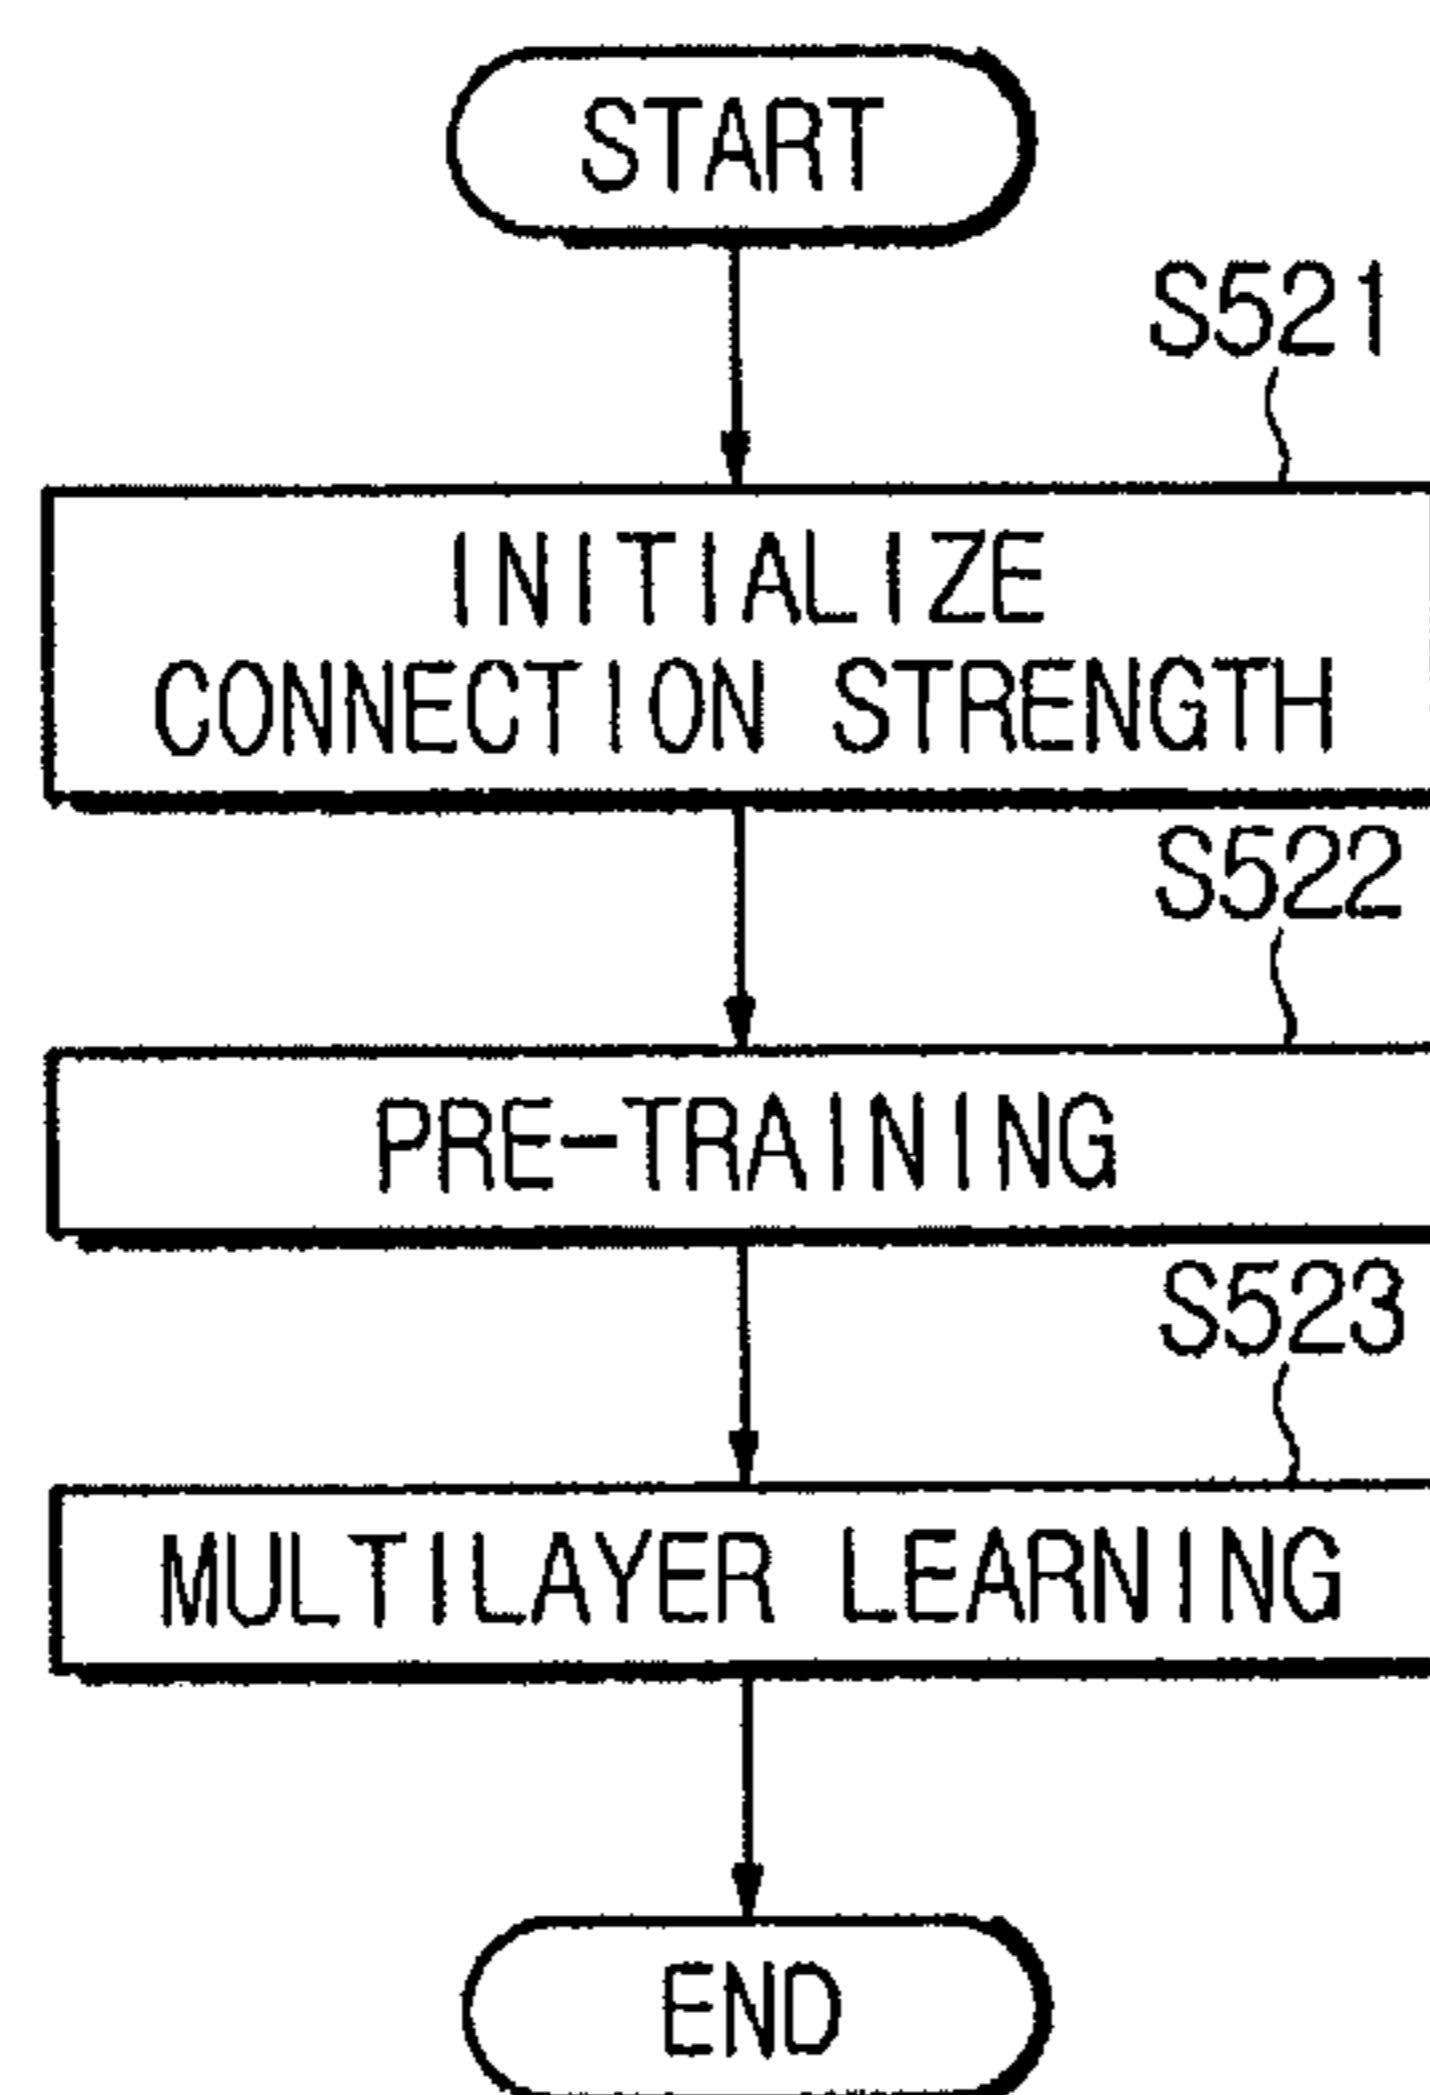 START
S521
INITIALIZE
CONNECTION STRENGTH
S522
PRE-TRAINING
S523
MULTILAYER LEARNING
END